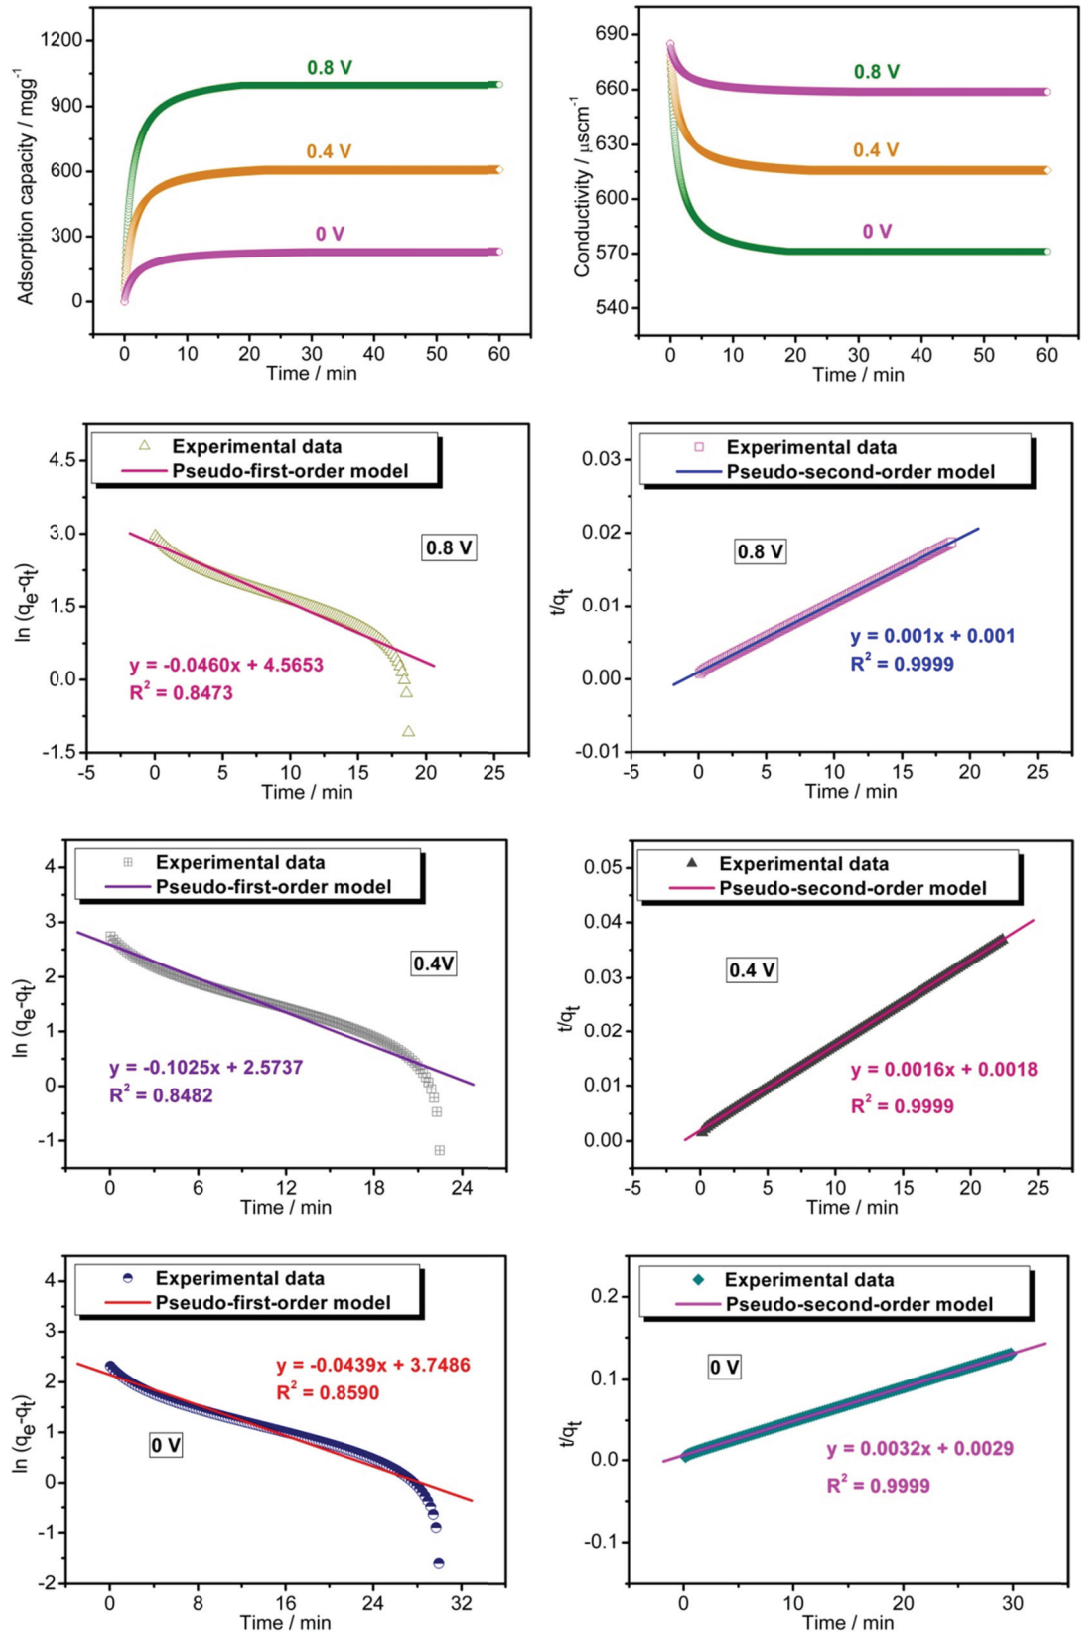 Adsorption capacity / mgg⁻¹
1200
900
600
300
0
0.8 V
0.4 V
0 V
0 10 20 30 40 50 60
Time / min
Conductivity / µscm⁻¹
690
660
630
600
570
540
0.8 V
0.4 V
0 V
0 10 20 30 40 50 60
Time / min
ln (qe-qt)
4.5
3.0
1.5
0.0
-1.5
Experimental data
Pseudo-first-order model
0.8 V
y = -0.0460x + 4.5653
R² = 0.8473
-5 0 5 10 15 20 25
Time / min
t/qt
0.03
0.02
0.01
0.00
-0.01
Experimental data
Pseudo-second-order model
0.8 V
y = 0.001x + 0.001
R² = 0.9999
-5 0 5 10 15 20 25
Time / min
ln (qe-qt)
4
3
2
1
0
-1
Experimental data
Pseudo-first-order model
0.4V
y = -0.1025x + 2.5737
R² = 0.8482
0 6 12 18 24
Time / min
t/qt
0.05
0.04
0.03
0.02
0.01
0.00
Experimental data
Pseudo-second-order model
0.4 V
y = 0.0016x + 0.0018
R² = 0.9999
-5 0 5 10 15 20 25
Time / min
ln (qe-qt)
4
3
2
1
0
-1
-2
Experimental data
Pseudo-first-order model
y = -0.0439x + 3.7486
R² = 0.8590
0 V
0 8 16 24 32
Time / min
t/qt
0.2
0.1
0.0
-0.1
Experimental data
Pseudo-second-order model
0 V
y = 0.0032x + 0.0029
R² = 0.9999
0 10 20 30
Time / min